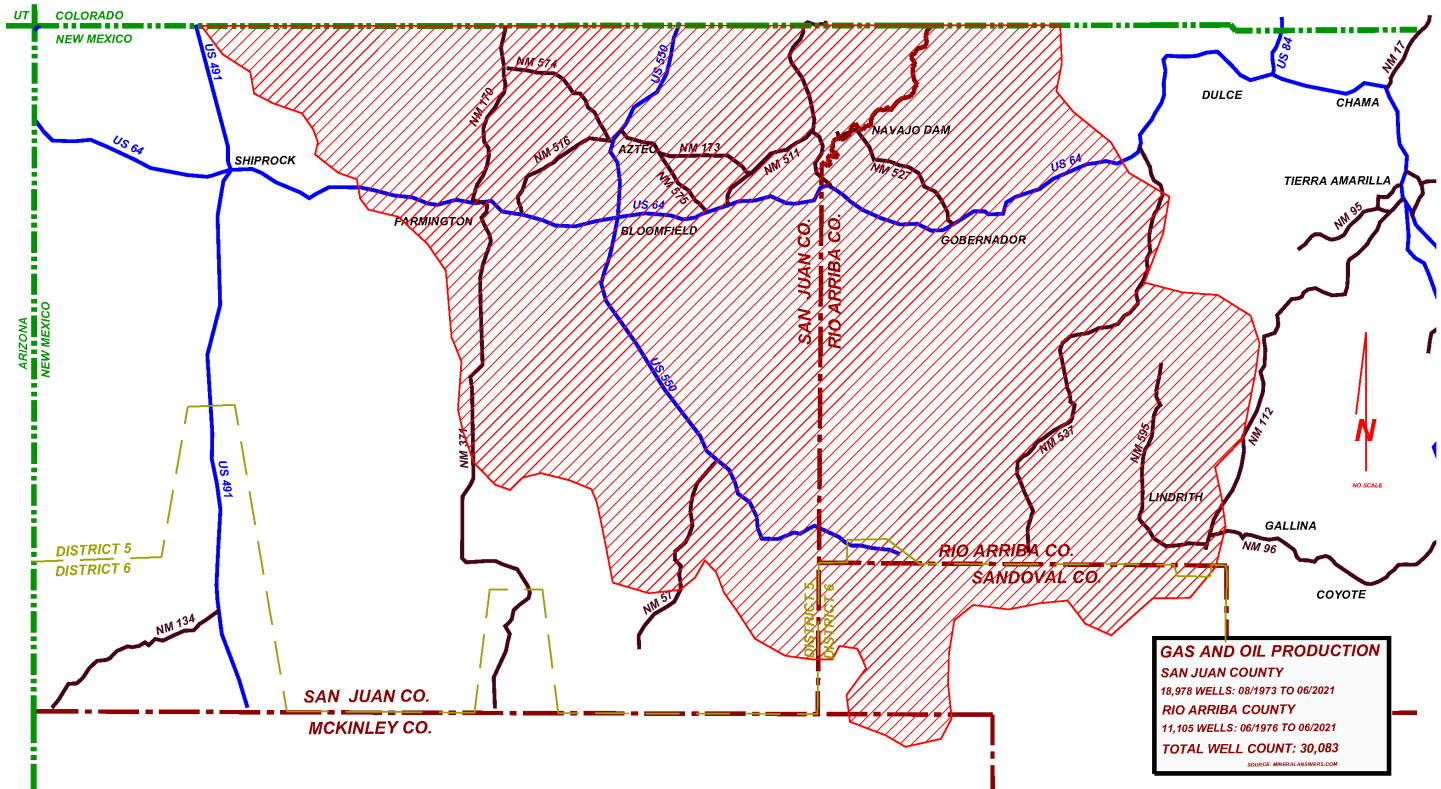 UT
COLORADO
NEW MEXICO
US 491
NM 574
US 550
US 84
NM 17
NM 170
DULCE
CHAMA
US 64
SHIPROCK
NM 516
AZTEC
NM 173
NM 511
NAVAJO DAM
NM 527
US 64
NM 575
US 64
TIERRA AMARILLA
NM 95
FARMINGTON
BLOOMFIELD
GOBERNADOR
SAN JUAN CO.
RIO ARRIBA CO.
ARIZONA
NEW MEXICO
US 550
N
NO SCALE
NM 371
US 491
NM 537
NM 595
NM 112
LINDRITH
GALLINA
NM 96
COYOTE
DISTRICT 5
DISTRICT 6
RIO ARRIBA CO.
SANDOVAL CO.
NM 57
NM 134
DISTRICT 5
DISTRICT 6
SAN JUAN CO.
MCKINLEY CO.
GAS AND OIL PRODUCTION
SAN JUAN COUNTY
18,978 WELLS: 08/1973 TO 06/2021
RIO ARRIBA COUNTY
11,105 WELLS: 06/1976 TO 06/2021
TOTAL WELL COUNT: 30,083
SOURCE: MINERALANSWERS.COM